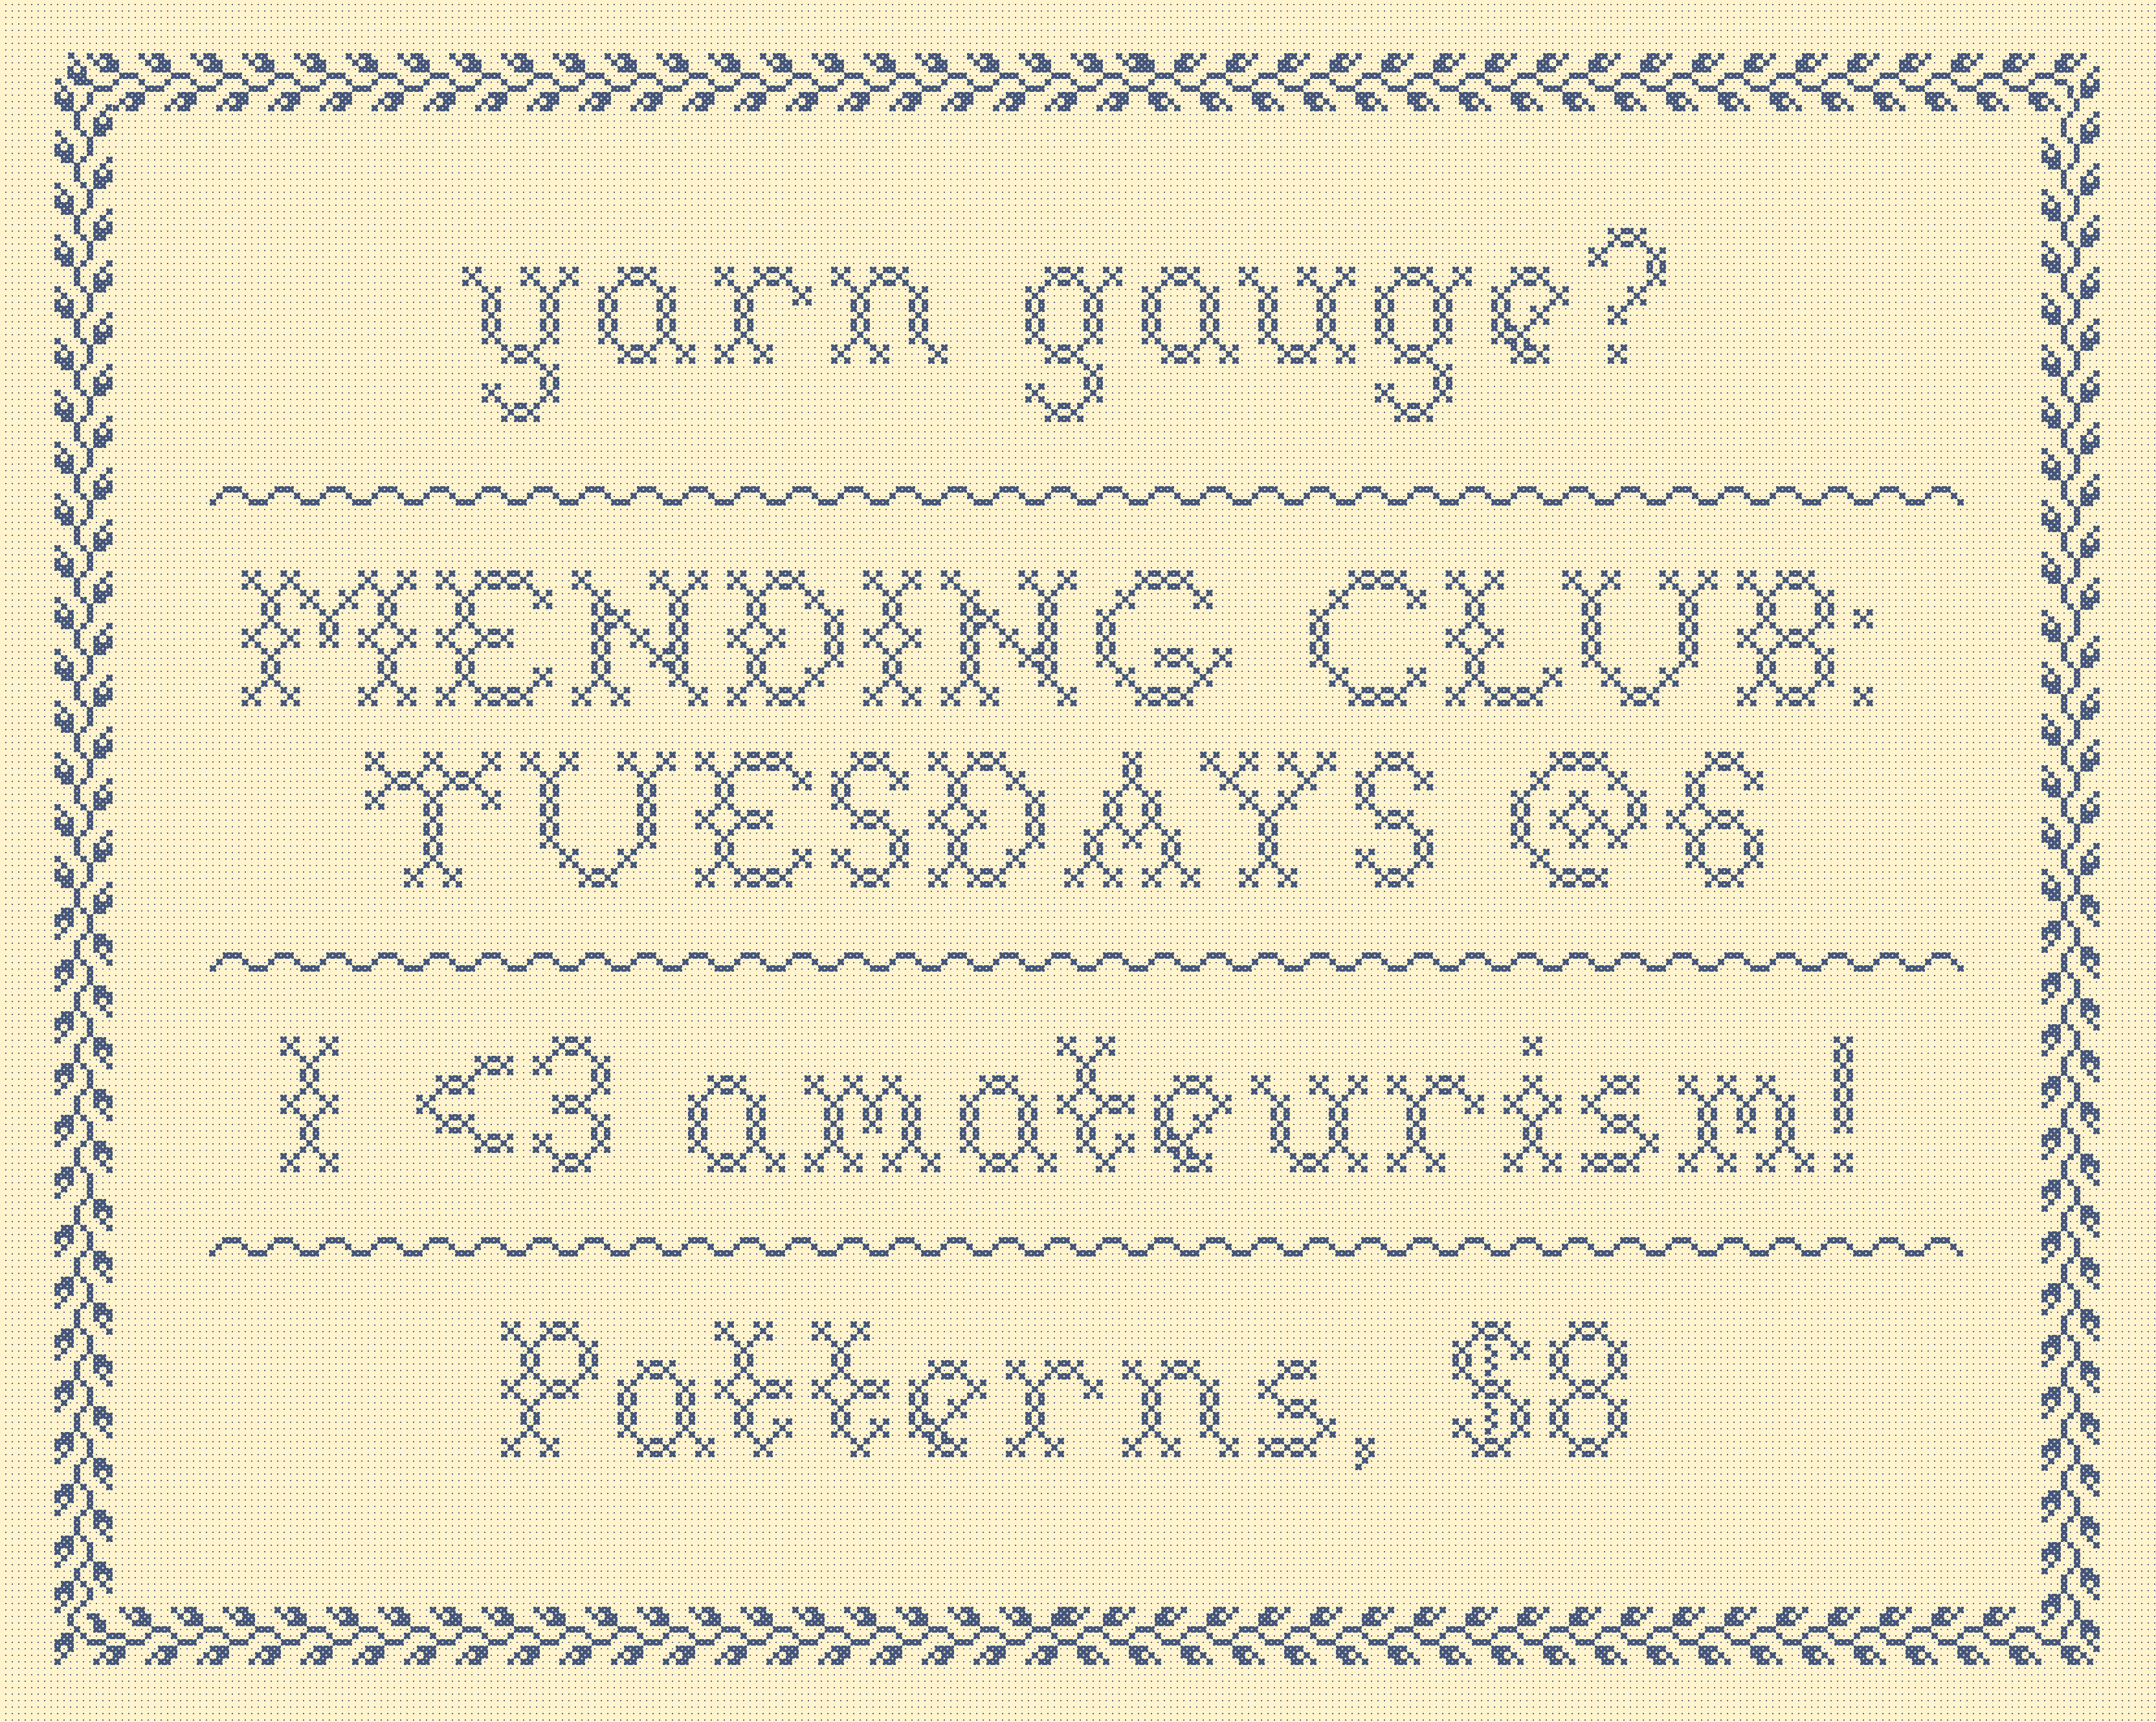 yarn gauge?
MENDING CLUB:
TUESDAYS @6
I <3 amateurism!
Patterns, $8